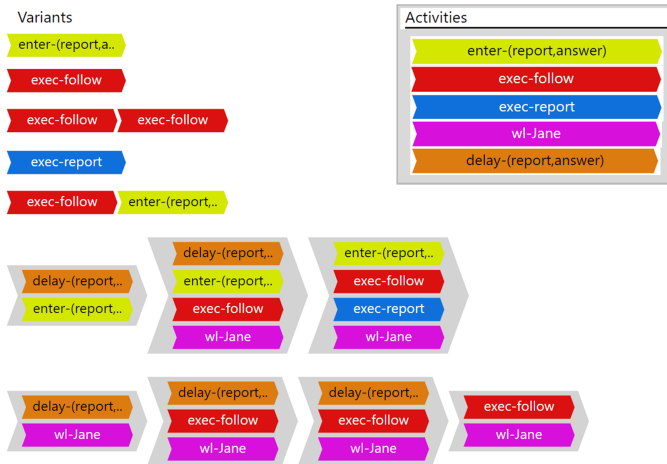 Variants
enter-(report,a..
exec-follow
exec-follow exec-follow
exec-report
exec-follow enter-(report,..
delay-(report,..
enter-(report,..
delay-(report,..
enter-(report,..
exec-follow
wl-Jane
enter-(report,..
exec-follow
exec-report
wl-Jane
delay-(report,..
wl-Jane
delay-(report,..
exec-follow
wl-Jane
delay-(report,..
exec-follow
wl-Jane
exec-follow
wl-Jane
Activities
enter-(report,answer)
exec-follow
exec-report
wl-Jane
delay-(report,answer)